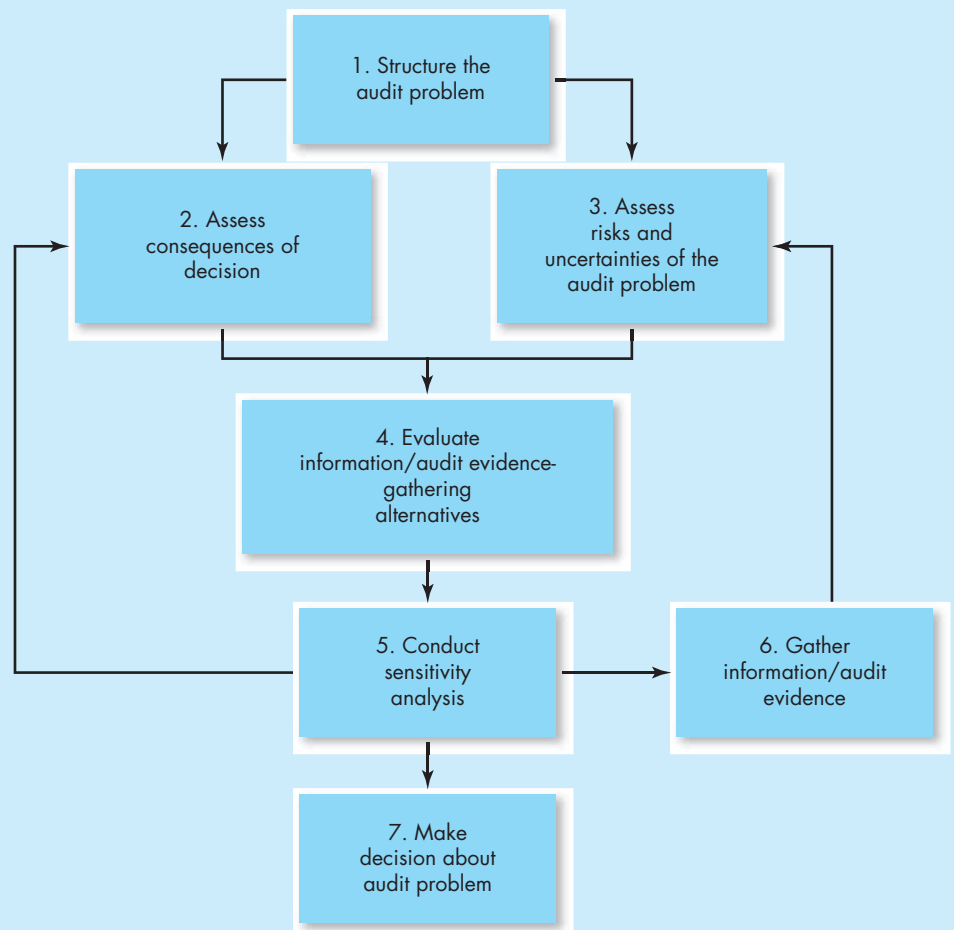 1. Structure the
audit problem
2. Assess
consequences of
decision
3. Assess
risks and
uncertainties of the
audit problem
4. Evaluate
information/audit evidence-
gathering
alternatives
5. Conduct
sensitivity
analysis
6. Gather
information/audit
evidence
7. Make
decision about
audit problem